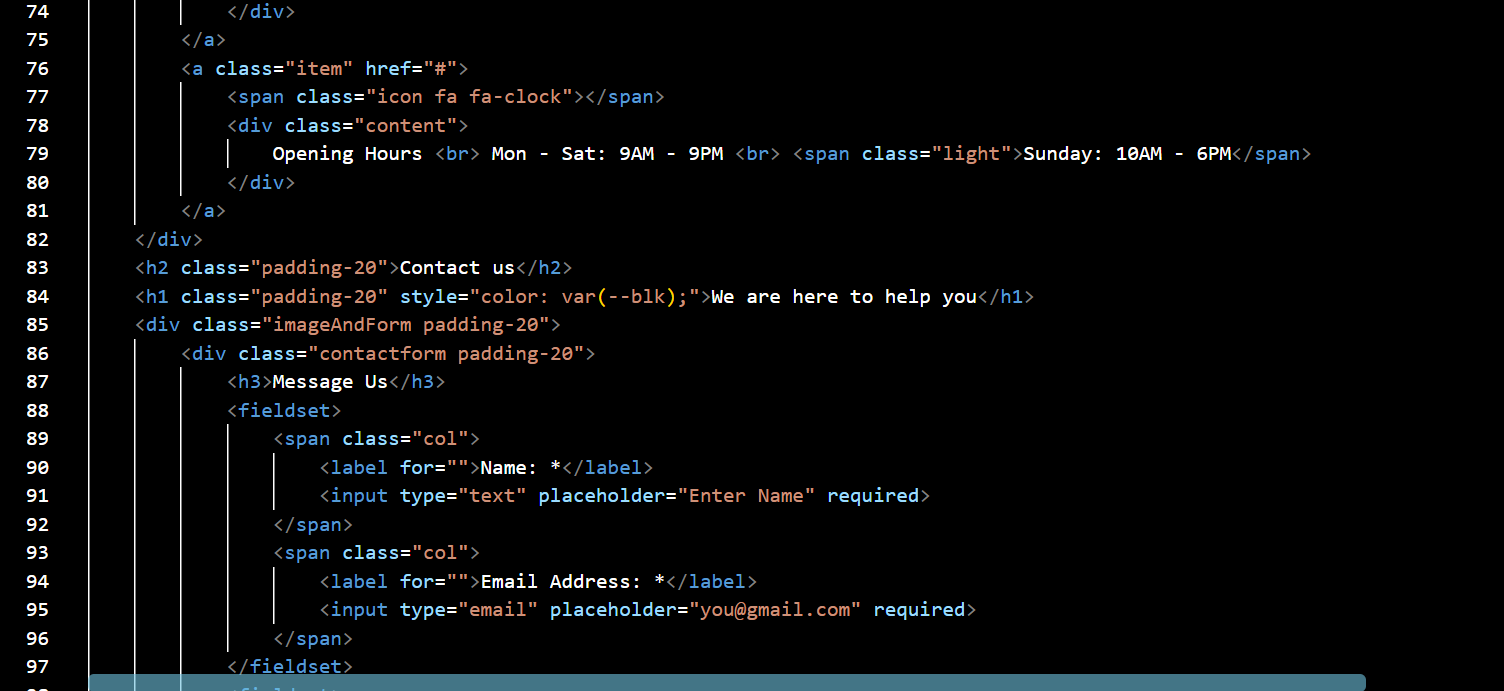 74 </div>
75 </a>
76 <a class="item" href="#">
77 <span class="icon fa fa-clock"></span>
78 <div class="content">
79 Opening Hours <br> Mon - Sat: 9AM - 9PM <br> <span class="light">Sunday: 10AM - 6PM</span>
80 </div>
81 </a>
82 </div>
83 <h2 class="padding-20">Contact us</h2>
84 <h1 class="padding-20" style="color: var(--blk);">We are here to help you</h1>
85 <div class="imageAndForm padding-20">
86 <div class="contactform padding-20">
87 <h3>Message Us</h3>
88 <fieldset>
89 <span class="col">
90 <label for="">Name: *</label>
91 <input type="text" placeholder="Enter Name" required>
92 </span>
93 <span class="col">
94 <label for="">Email Address: *</label>
95 <input type="email" placeholder="you@gmail.com" required>
96 </span>
97 </fieldset>